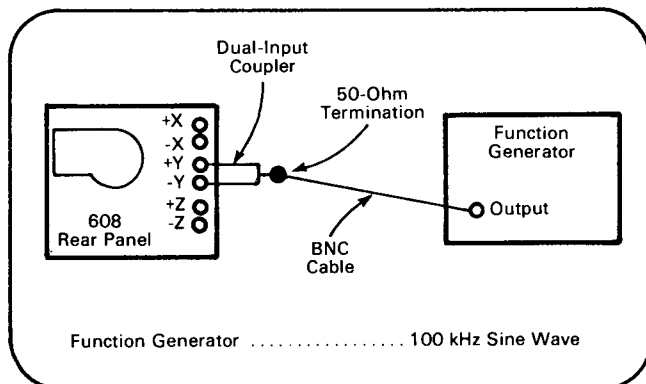 Dual-Input
Coupler
50-Ohm
Termination
+X
-X
+Y
-Y
+Z
-Z
608
Rear Panel
BNC
Cable
Function
Generator
Output
Function Generator ................ 100 kHz Sine Wave